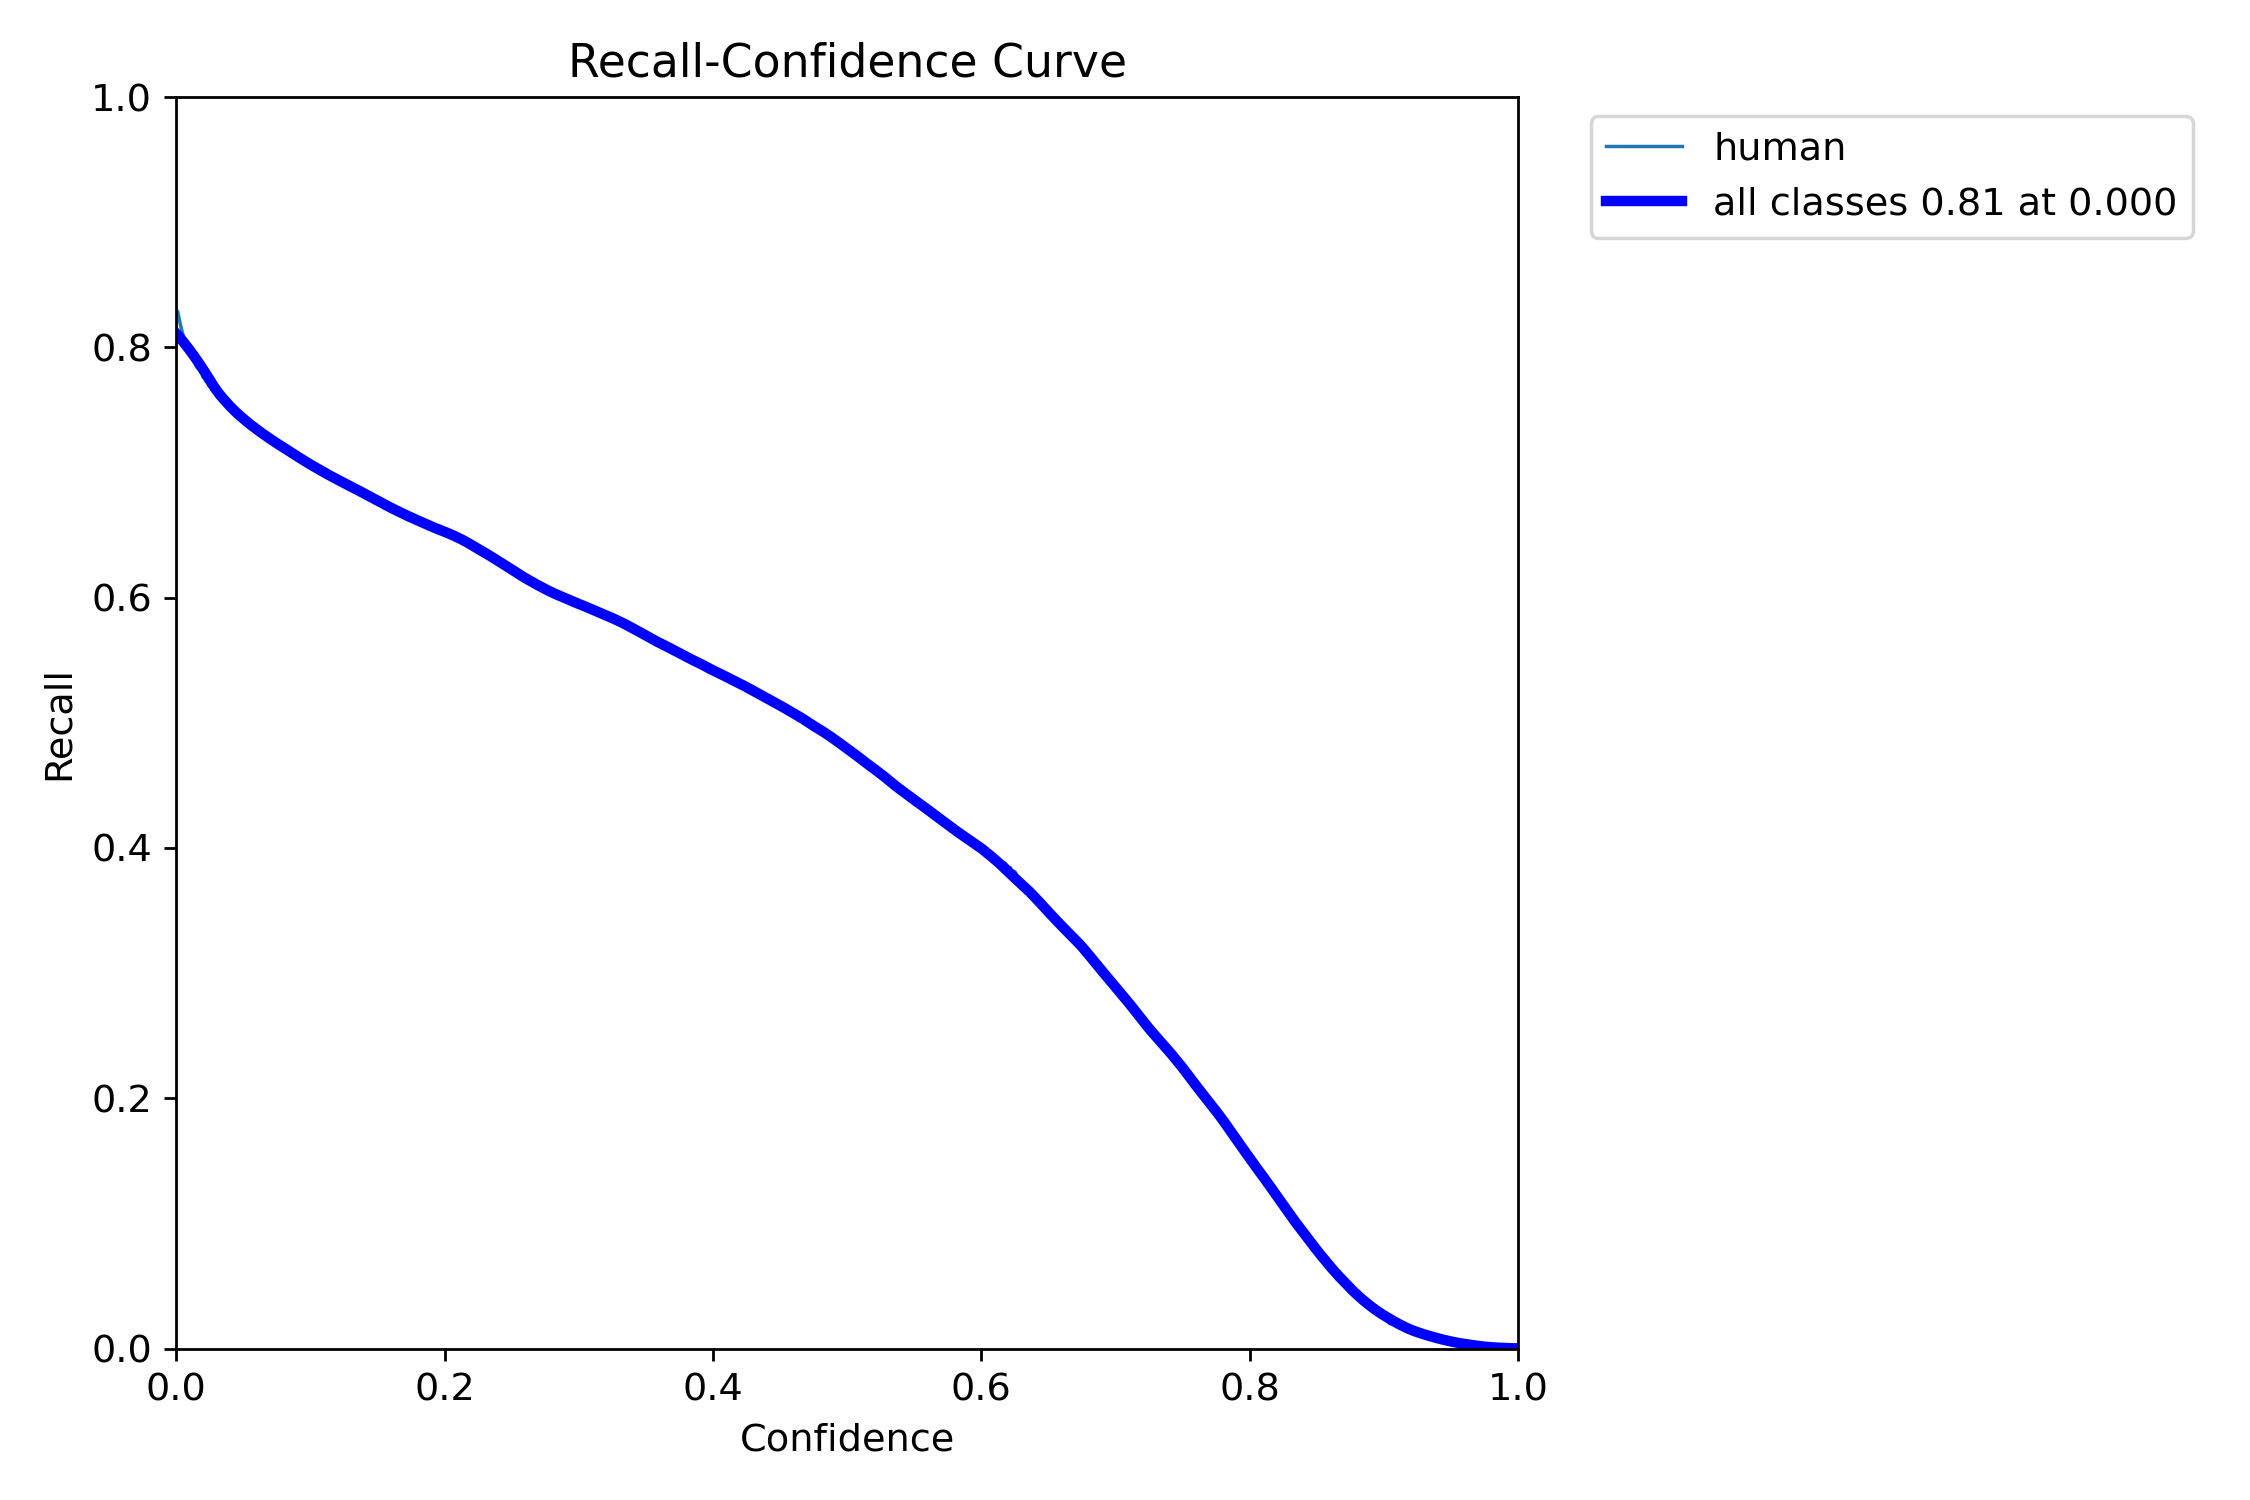 Recall-Confidence Curve
human
all classes 0.81 at 0.000
1.0
0.8
0.6
0.4
0.2
0.0
Recall
0.0 0.2 0.4 0.6 0.8 1.0
Confidence